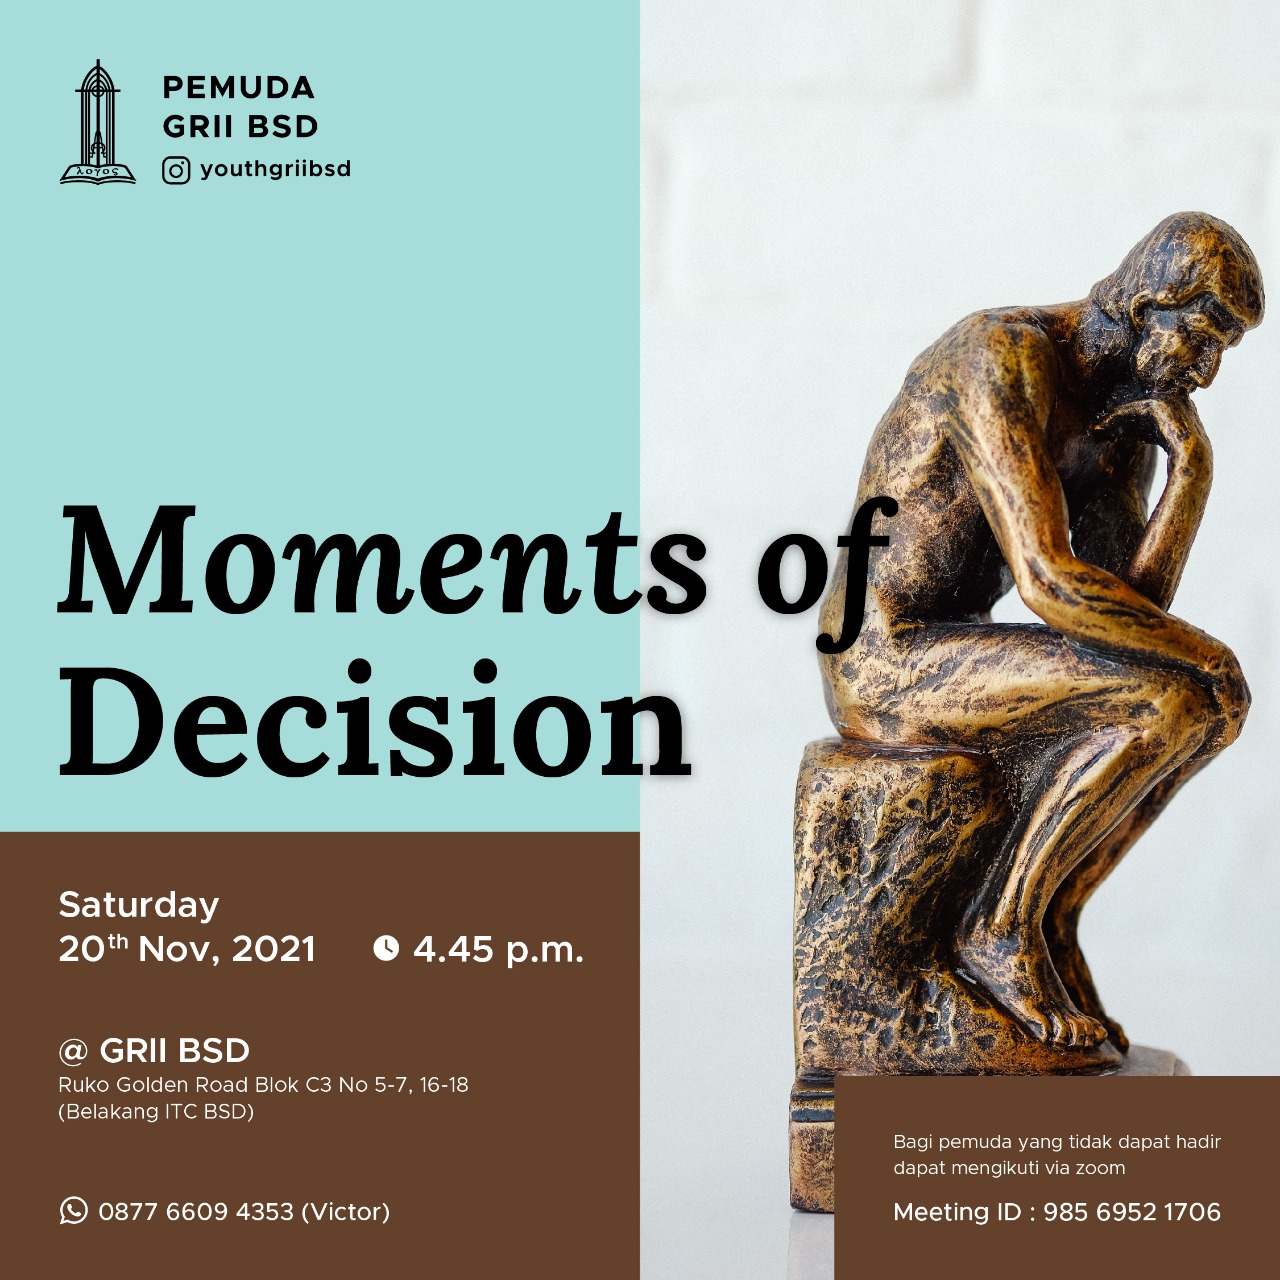 PEMUDA
GRII BSD
youthgriibsd
λογος
Moments of
Decision
Saturday
20th Nov, 2021 4.45 p.m.
@ GRII BSD
Ruko Golden Road Blok C3 No 5-7, 16-18
(Belakang ITC BSD)
0877 6609 4353 (Victor)
Bagi pemuda yang tidak dapat hadir
dapat mengikuti via zoom
Meeting ID : 985 6952 1706